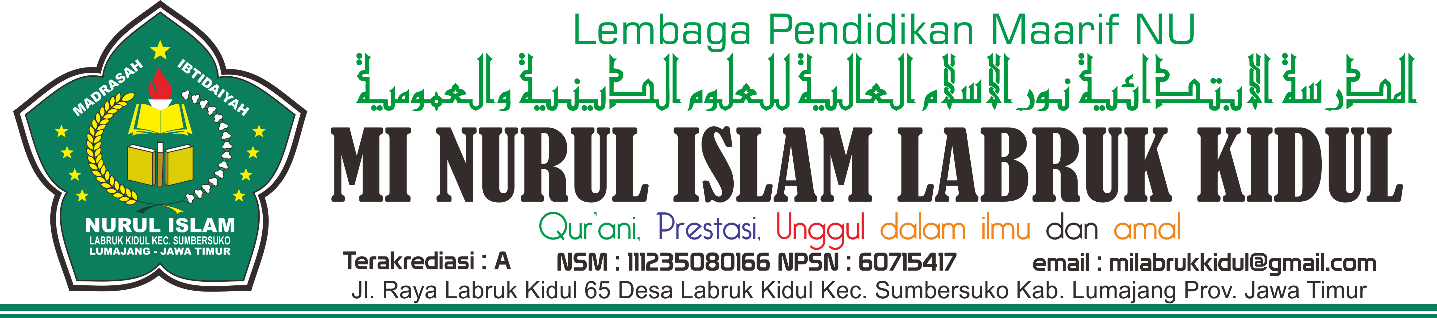 MADRASAH IBTIDAIYAH
NURUL ISLAM
LABRUK KIDUL KEC. SUMBERSUKO
LUMAJANG - JAWA TIMUR
Lembaga Pendidikan Maarif NU
المدرسة الابتدائية نور الاسلام العالية للعلوم الدينية والعمومية
MI NURUL ISLAM LABRUK KIDUL
Qur'ani, Prestasi, Unggul dalam ilmu dan amal
Terakrediasi : A NSM : 111235080166 NPSN : 60715417 email : milabrukkidul@gmail.com
Jl. Raya Labruk Kidul 65 Desa Labruk Kidul Kec. Sumbersuko Kab. Lumajang Prov. Jawa Timur